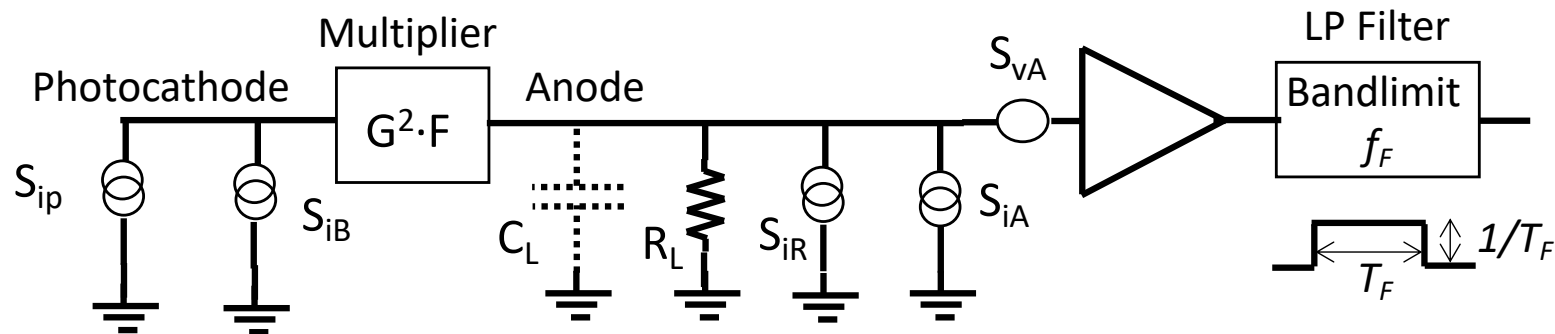 Multiplier
LP Filter
Photocathode
Anode
S_vA
G²·F
Bandlimit
f_F
S_ip
S_iB
C_L
R_L
S_iR
S_iA
1/T_F
T_F